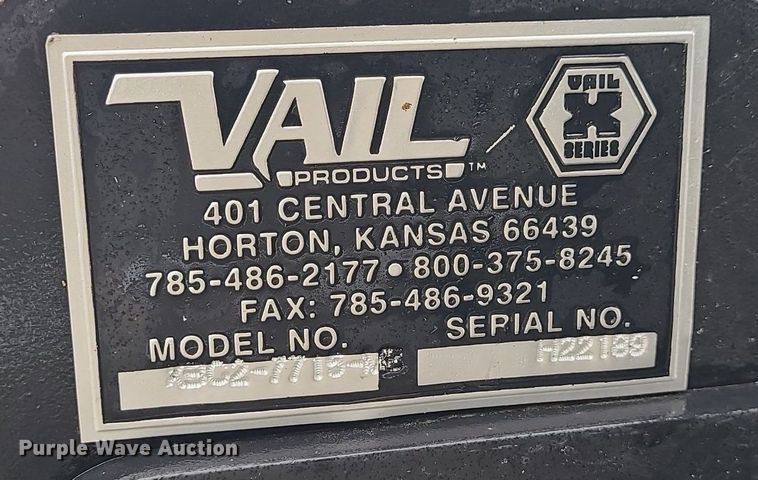 VAIL
PRODUCTS™
VAIL
X
SERIES
401 CENTRAL AVENUE
HORTON, KANSAS 66439
785-486-2177 • 800-375-8245
FAX: 785-486-9321
MODEL NO.
SERIAL NO.
H22189
Purple Wave Auction